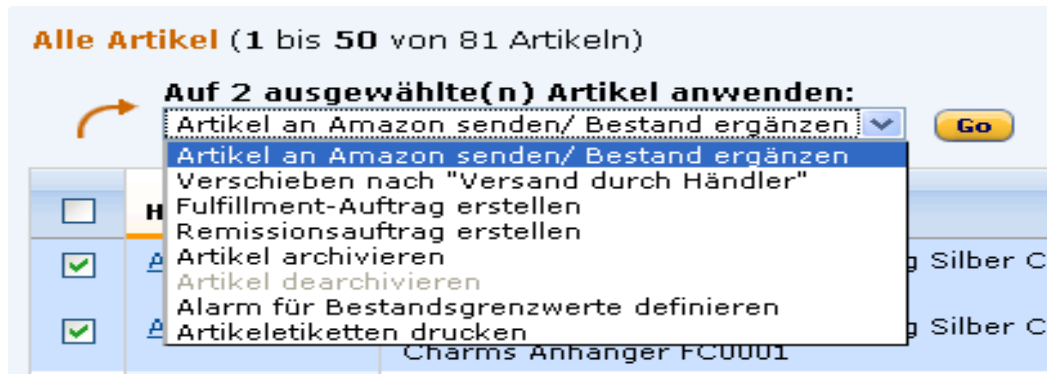 Alle Artikel (1 bis 50 von 81 Artikeln)
Auf 2 ausgewählte(n) Artikel anwenden:
Artikel an Amazon senden/ Bestand ergänzen
Go
Artikel an Amazon senden/ Bestand ergänzen
Verschieben nach "Versand durch Händler"
Fulfillment-Auftrag erstellen
Remissionsauftrag erstellen
Artikel archivieren
Silber
Artikel dearchivieren
Alarm für Bestandsgrenzwerte definieren
Artikeletiketten drucken
Silber
Charms Anhänger FC0001